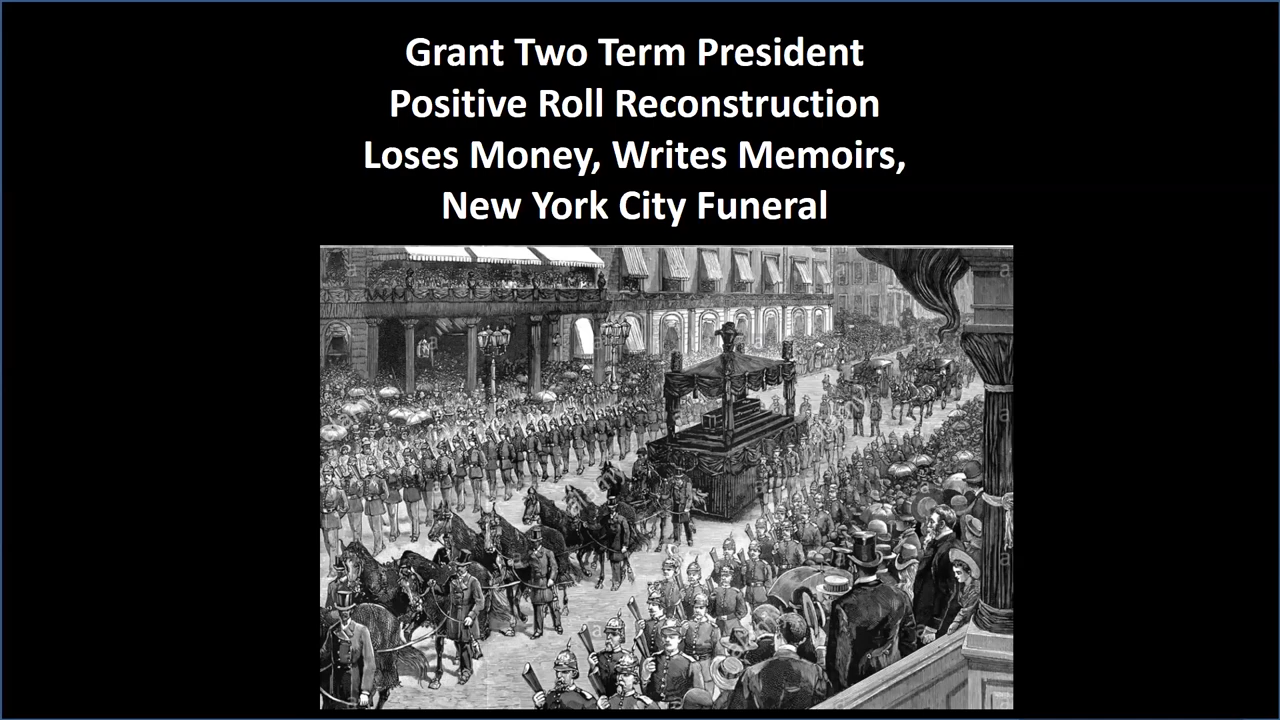 Grant Two Term President
Positive Roll Reconstruction
Loses Money, Writes Memoirs,
New York City Funeral